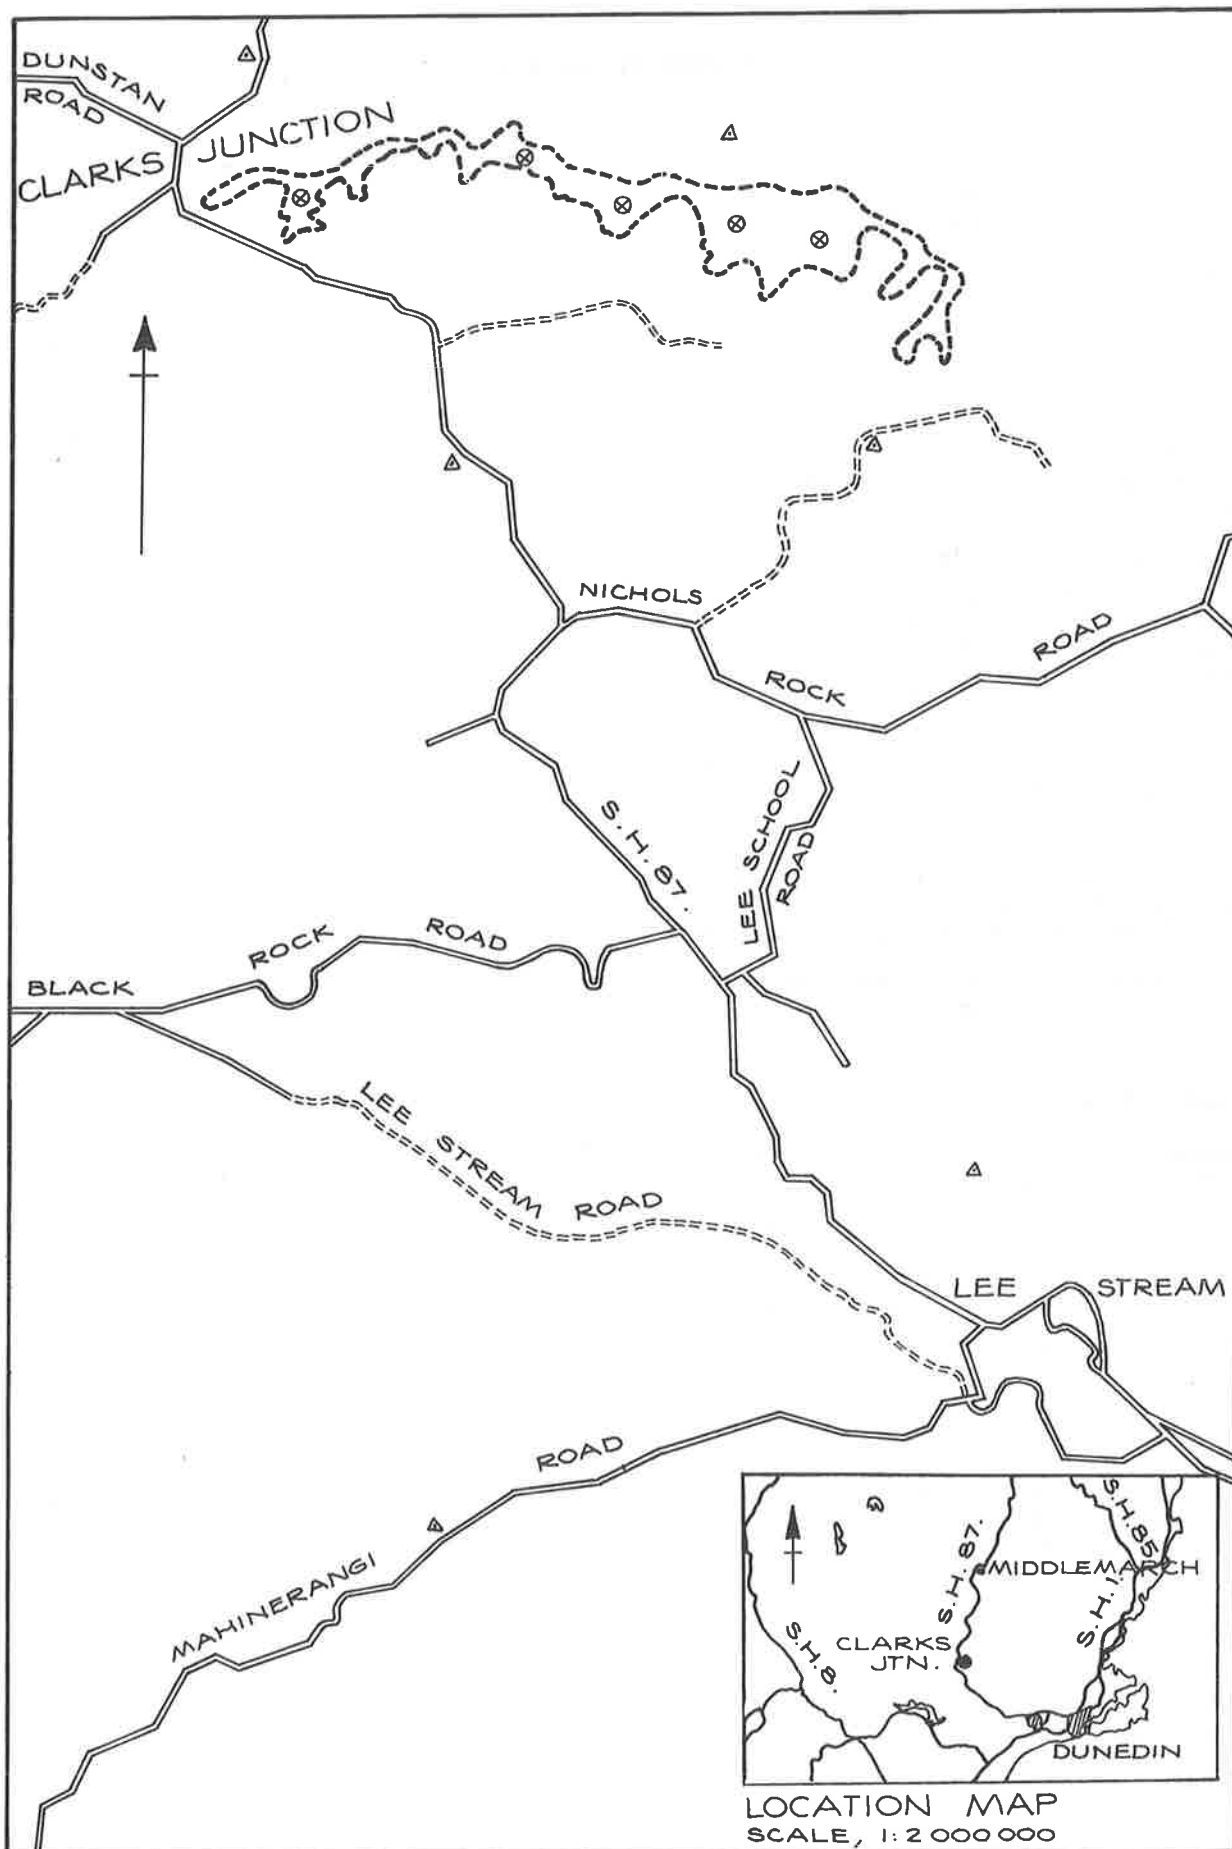 DUNSTAN
ROAD
CLARKS JUNCTION
NICHOLS
ROCK
ROAD
S.H.87.
LEE SCHOOL
ROAD
BLACK
ROCK
ROAD
LEE STREAM ROAD
LEE STREAM
MAHINERANGI
ROAD
S.H.85
S.H.87.
MIDDLEMARCH
S.H.1.
CLARKS
JTN.
S.H.8.
DUNEDIN
LOCATION MAP
SCALE, 1:2 000 000